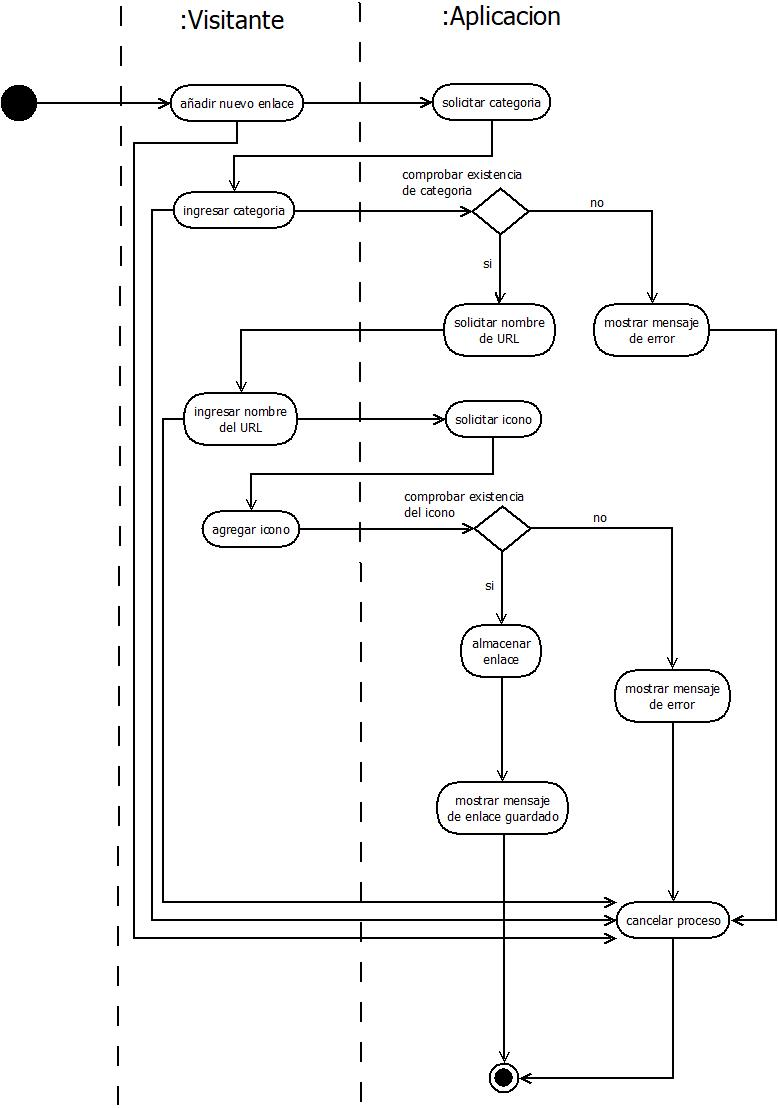 :Visitante
:Aplicacion
añadir nuevo enlace
solicitar categoria
comprobar existencia
de categoria
ingresar categoria
no
si
solicitar nombre
de URL
mostrar mensaje
de error
ingresar nombre
del URL
solicitar icono
comprobar existencia
del icono
agregar icono
no
si
almacenar
enlace
mostrar mensaje
de error
mostrar mensaje
de enlace guardado
cancelar proceso